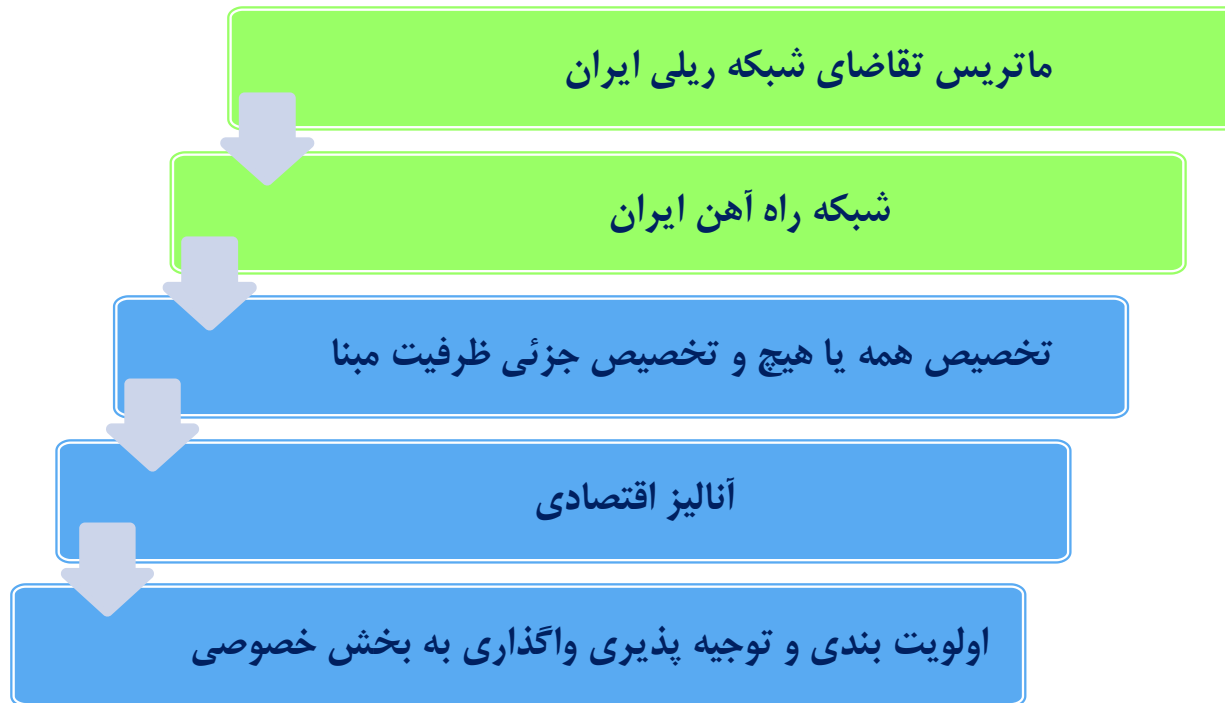 ماتریس تقاضای شبکه ریلی ایران
شبکه راه آهن ایران
تخصیص همه یا هیچ و تخصیص جزئی ظرفیت مبنا
آنالیز اقتصادی
اولویت بندی و توجیه پذیری واگذاری به بخش خصوصی